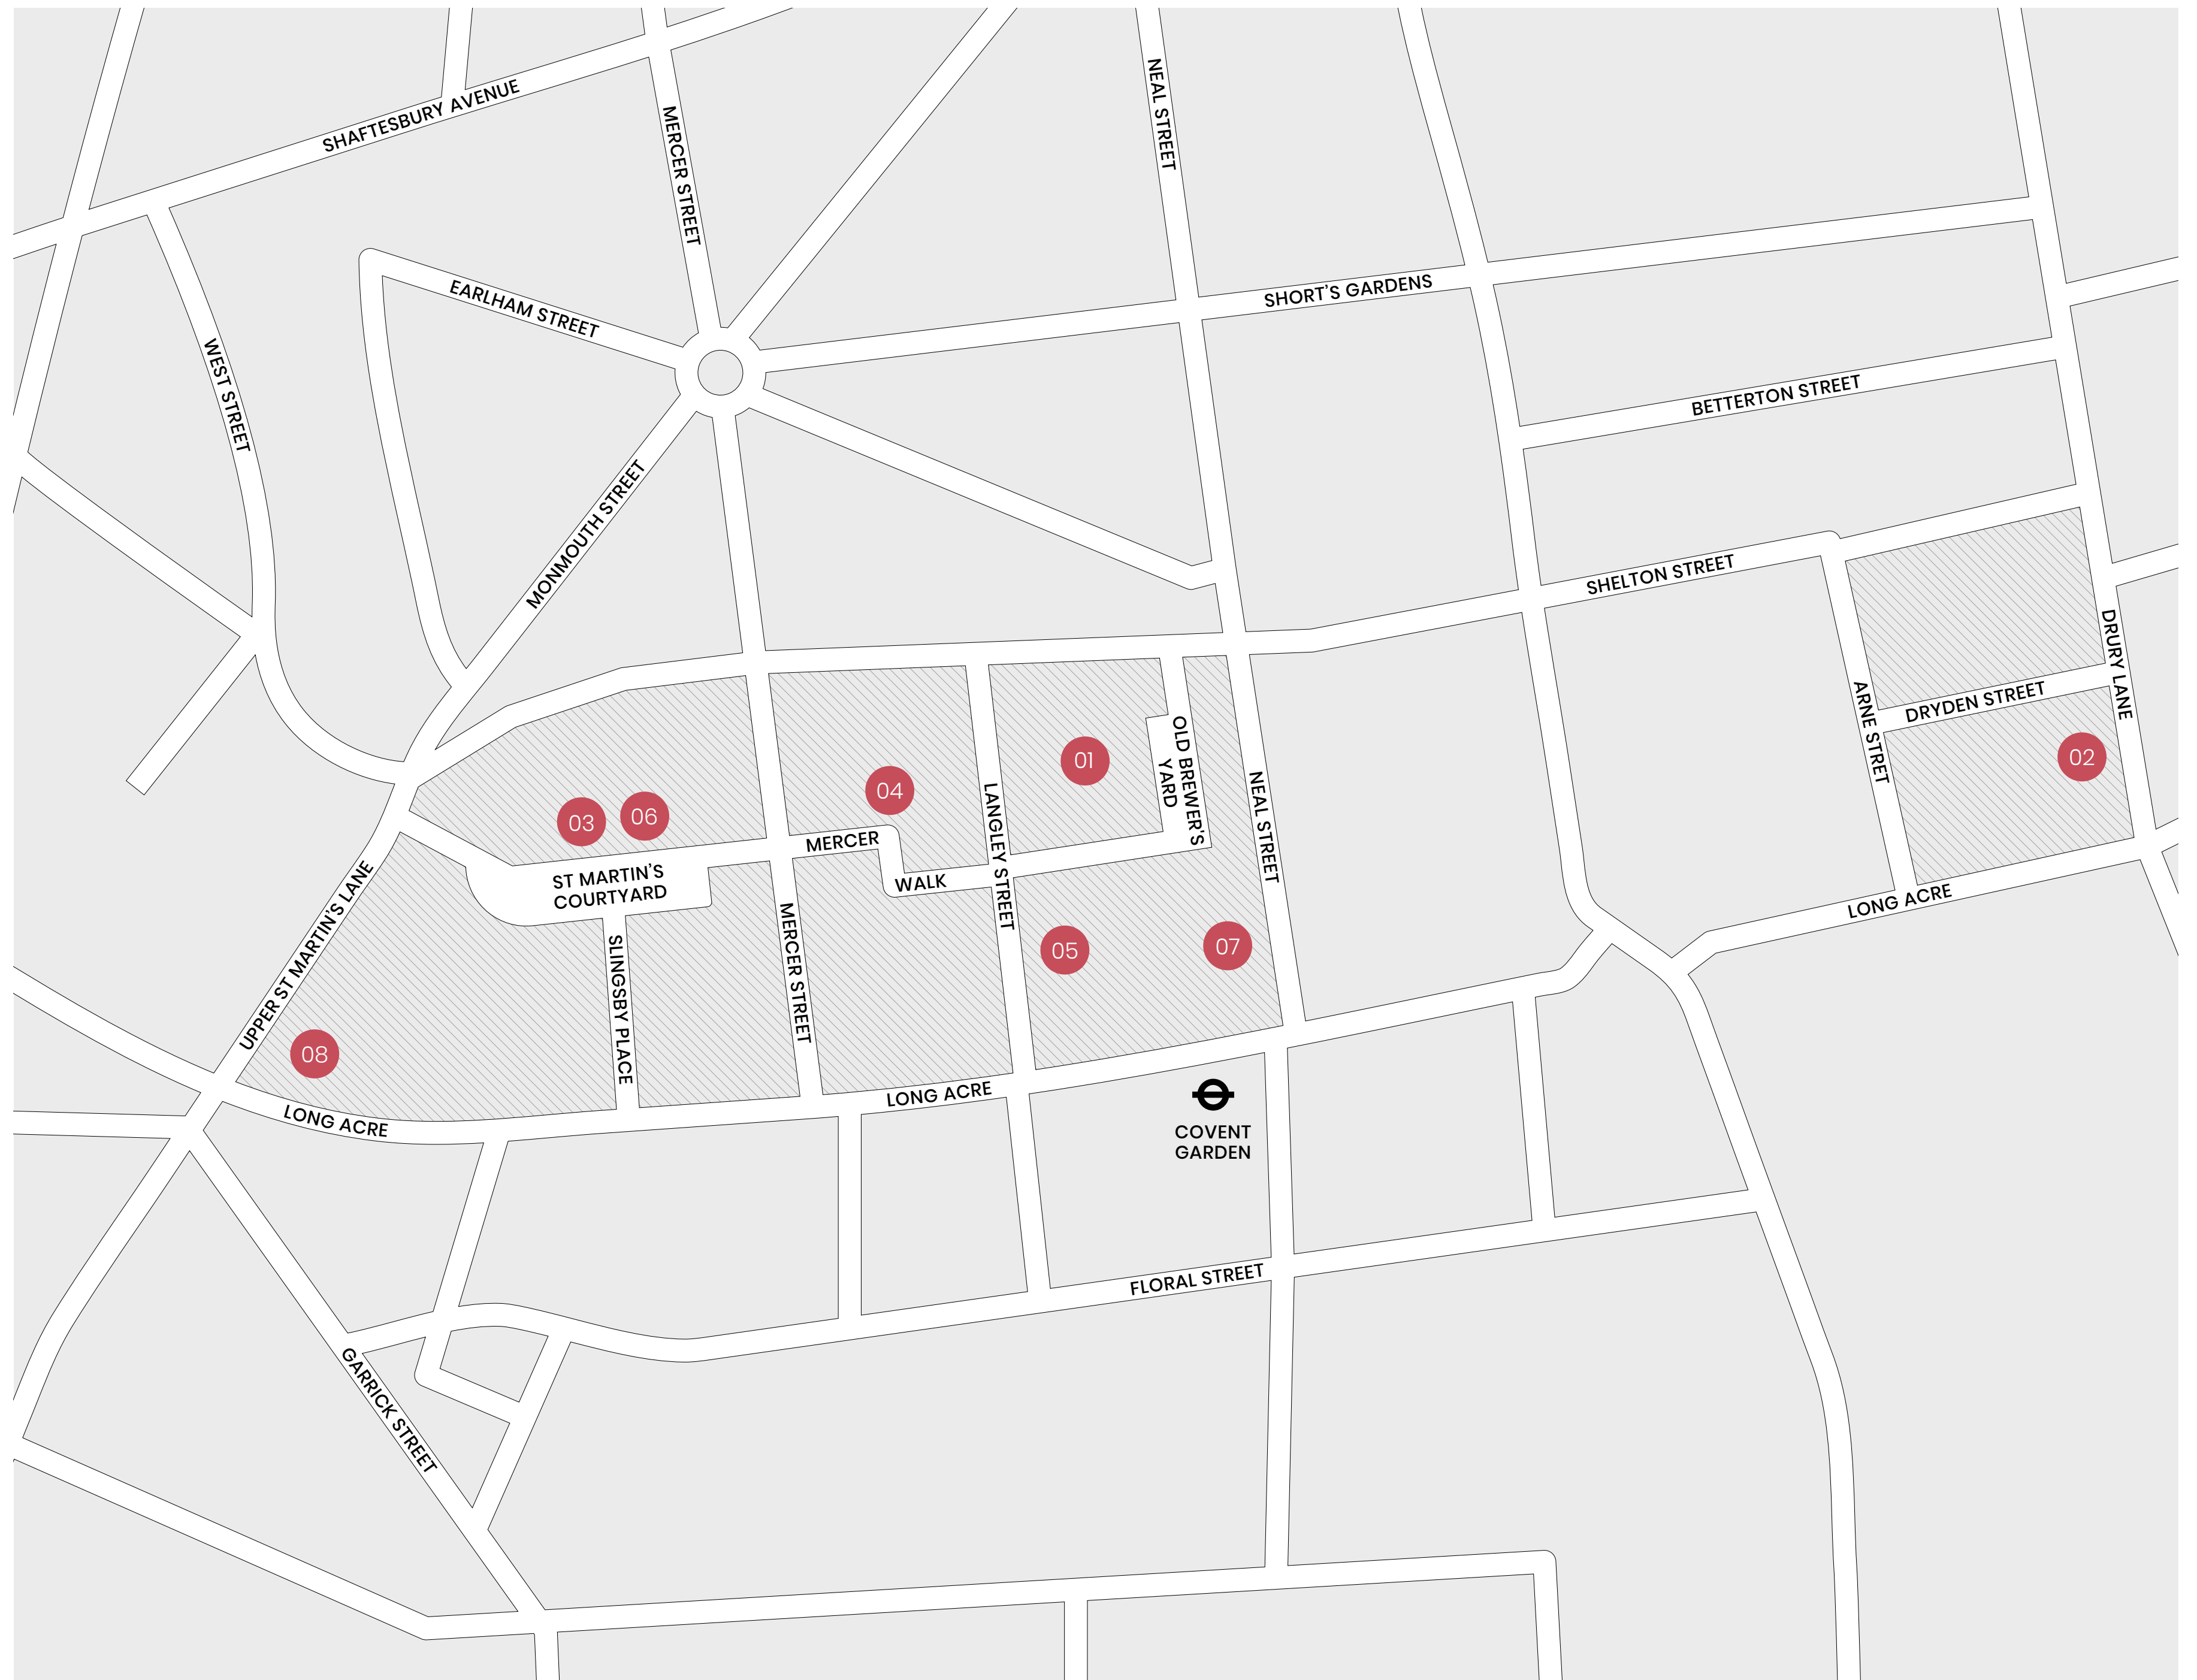 SHAFTESBURY AVENUE
MERCER STREET
NEAL STREET
EARLHAM STREET
SHORT’S GARDENS
WEST STREET
BETTERTON STREET
MONMOUTH STREET
SHELTON STREET
DRURY LANE
ARNE STRET
DRYDEN STREET
OLD BREWER’S
YARD
01
02
04
03
06
LANGLEY STREET
NEAL STREET
MERCER
WALK
ST MARTIN’S
COURTYARD
UPPER ST MARTIN’S LANE
MERCER STREET
SLINGSBY PLACE
05
07
LONG ACRE
08
LONG ACRE
LONG ACRE
COVENT
GARDEN
FLORAL STREET
GARRICK STREET